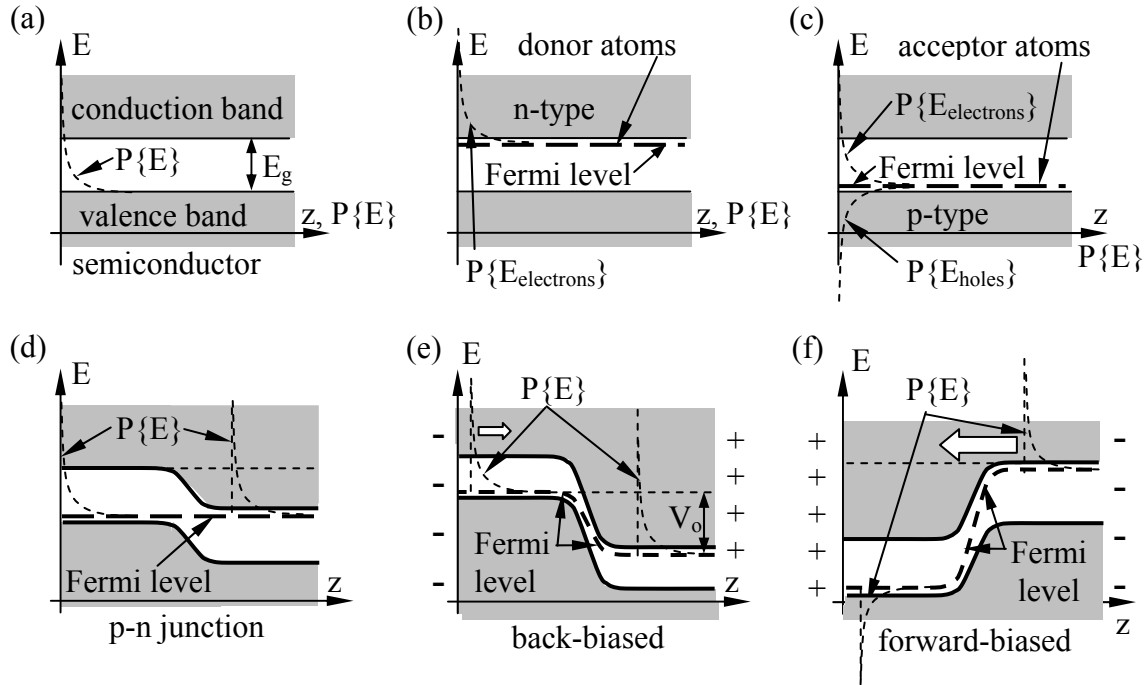 (a)
E
conduction band
P{E}
E_g
valence band
z, P{E}
semiconductor
(b)
E
donor atoms
n-type
Fermi level
z, P{E}
P{E_electrons}
(c)
E
acceptor atoms
P{E_electrons}
Fermi level
p-type
z
P{E}
P{E_holes}
(d)
E
P{E}
Fermi level
z
p-n junction
(e)
E
P{E}
- +
- +
+
- +
- +
V_o
Fermi
level
z
back-biased
(f)
P{E}
E
+ -
+ -
+ -
+ -
+ -
Fermi
level
z
forward-biased